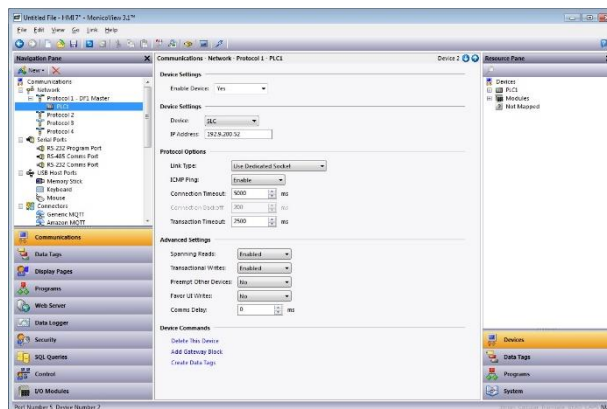 Untitled File - HMI 7" - MonicoView 3.1™
File Edit View Go Link Help
Navigation Pane
New
Communications
Network
Protocol 1 - DF1 Master
PLC1
Protocol 2
Protocol 3
Protocol 4
Serial Ports
RS-232 Program Port
RS-485 Comms Port
RS-232 Comms Port
USB Host Ports
Memory Stick
Keyboard
Mouse
Connectors
Generic MQTT
Amazon MQTT
Communications
Data Tags
Display Pages
Programs
Web Server
Data Logger
Security
SQL Queries
Control
I/O Modules
Communications - Network - Protocol 1 - PLC1
Device 2
Device Settings
Enable Device: Yes
Device Settings
Device: SLC
IP Address: 192.9.200.52
Protocol Options
Link Type: Use Dedicated Socket
ICMP Ping: Enable
Connection Timeout: 5000 ms
Connection Backoff: 200 ms
Transaction Timeout: 2500 ms
Advanced Settings
Spanning Reads: Enabled
Transactional Writes: Enabled
Preempt Other Devices: No
Favor UI Writes: No
Comms Delay: 0 ms
Device Commands
Delete This Device
Add Gateway Block
Create Data Tags
Resource Pane
Devices
PLC1
Modules
Not Mapped
Devices
Data Tags
Programs
System
Port Number 5, Device Number 2